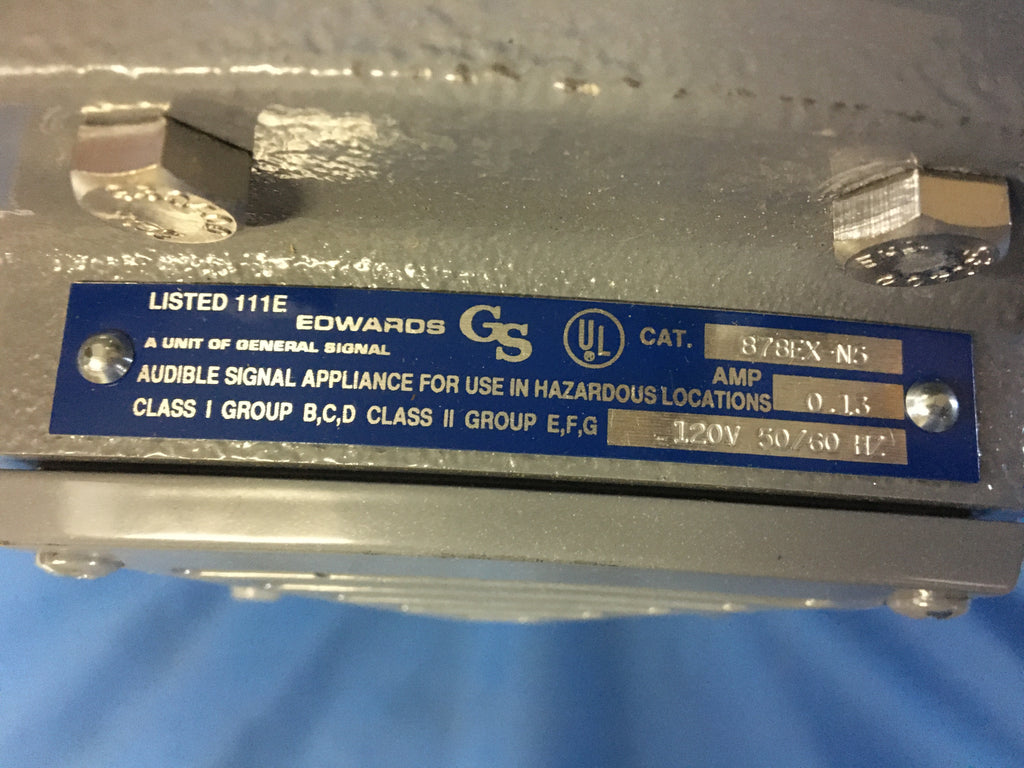 LISTED 111E
EDWARDS GS UL ® CAT. 878EX-N5
A UNIT OF GENERAL SIGNAL
AUDIBLE SIGNAL APPLIANCE FOR USE IN HAZARDOUS LOCATIONS AMP 0.13
CLASS I GROUP B,C,D CLASS II GROUP E,F,G 120V 50/60 HZ